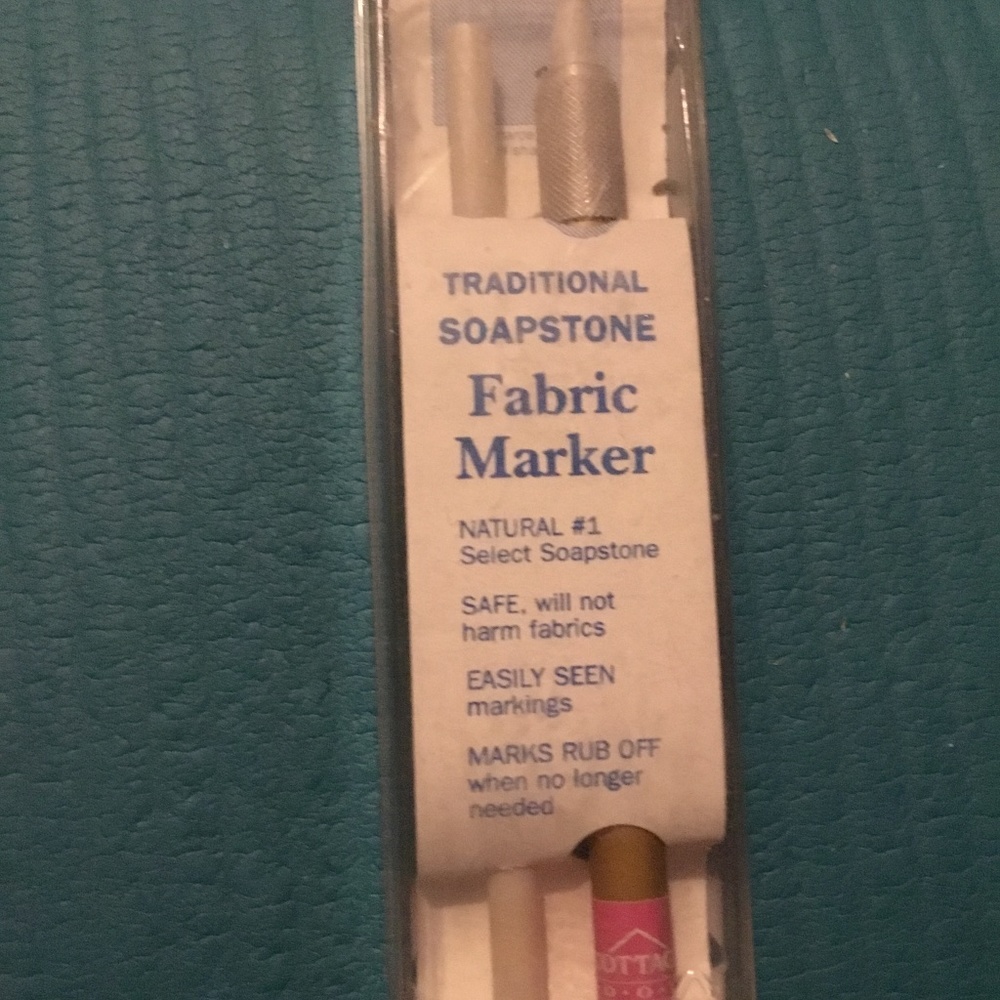 TRADITIONAL
SOAPSTONE
Fabric
Marker
NATURAL #1
Select Soapstone
SAFE, will not
harm fabrics
EASILY SEEN
markings
MARKS RUB OFF
when no longer
needed
OTTA